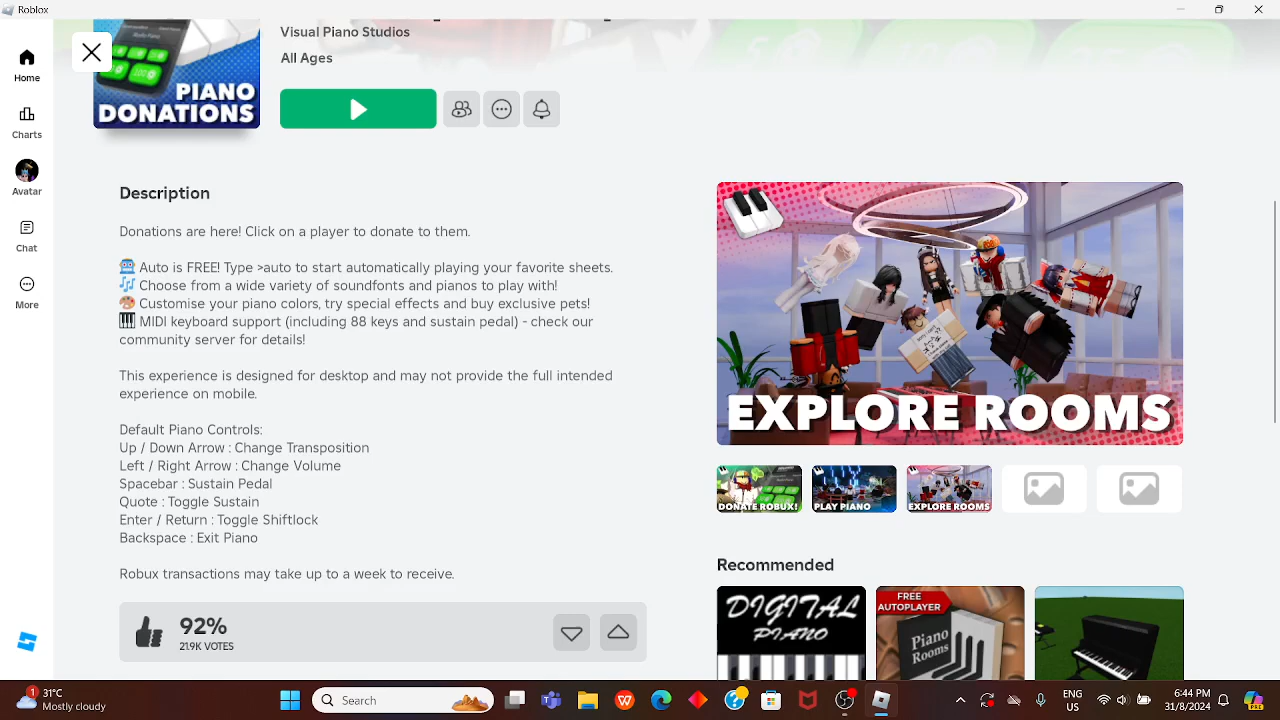 Roblox
Visual Piano Studios
All Ages
PIANO
DONATIONS
Home
Charts
Avatar
Chat
More
Description
Donations are here! Click on a player to donate to them.
Auto is FREE! Type >auto to start automatically playing your favorite sheets.
Choose from a wide variety of soundfonts and pianos to play with!
Customise your piano colors, try special effects and buy exclusive pets!
MIDI keyboard support (including 88 keys and sustain pedal) - check our
community server for details!
This experience is designed for desktop and may not provide the full intended
experience on mobile.
Default Piano Controls:
Up / Down Arrow : Change Transposition
Left / Right Arrow : Change Volume
Spacebar : Sustain Pedal
Quote : Toggle Sustain
Enter / Return : Toggle Shiftlock
Backspace : Exit Piano
Robux transactions may take up to a week to receive.
92%
21.9K VOTES
EXPLORE ROOMS
DONATE ROBUX!
PLAY PIANO
EXPLORE ROOMS
Recommended
DIGITAL
PIANO
FREE
AUTOPLAYER
Piano
Rooms
1
31°C
Mostly cloudy
Search
ENG
US
6:44 PM
31/8/2024